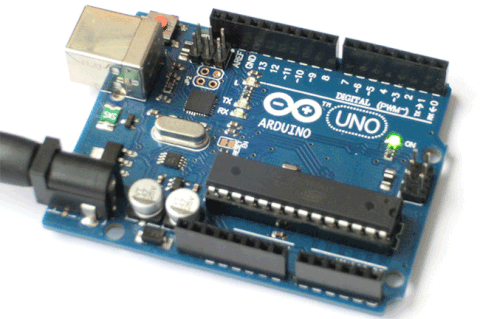 AREF
GND
13
12
~11
~10
~9
8
7
~6
~5
4
~3
2
TX→1
RX←0
DIGITAL (PWM~)
TX
RX
ON
™
UNO
ARDUINO